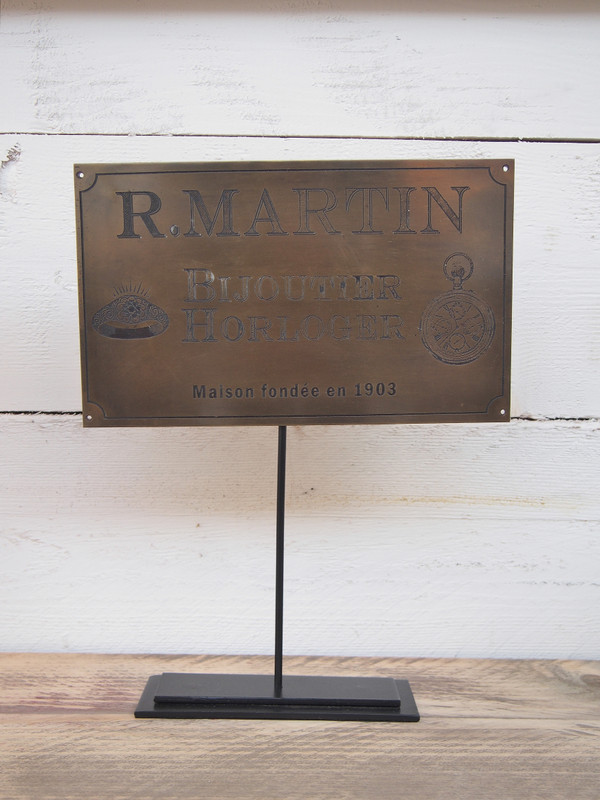 R.MARTIN
BIJOUTIER
HORLOGER
Maison fondée en 1903